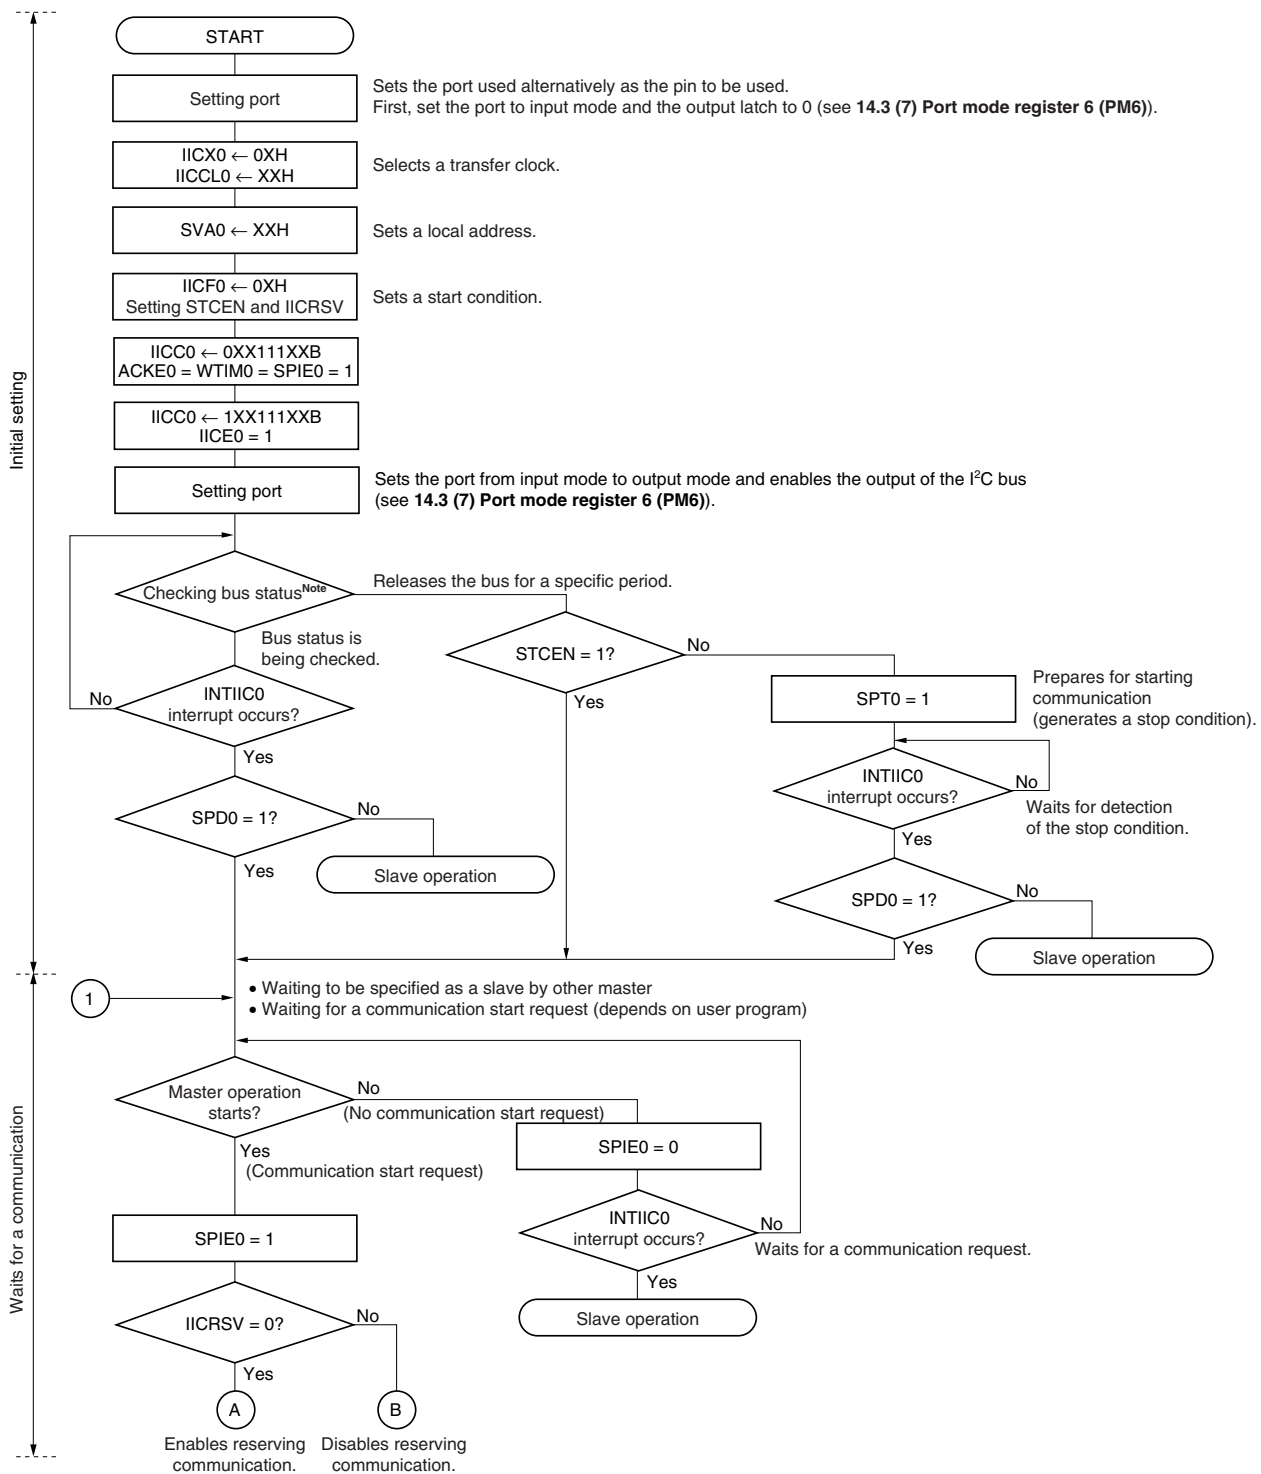 START
Setting port
Sets the port used alternatively as the pin to be used.
First, set the port to input mode and the output latch to 0 (see 14.3 (7) Port mode register 6 (PM6)).
IICX0 ← 0XH
IICCL0 ← XXH
Selects a transfer clock.
SVA0 ← XXH
Sets a local address.
IICF0 ← 0XH
Setting STCEN and IICRSV
Sets a start condition.
IICC0 ← 0XX111XXB
ACKE0 = WTIM0 = SPIE0 = 1
IICC0 ← 1XX111XXB
IICE0 = 1
Initial setting
Setting port
Sets the port from input mode to output mode and enables the output of the I²C bus
(see 14.3 (7) Port mode register 6 (PM6)).
Checking bus statusNote
Releases the bus for a specific period.
Bus status is
being checked.
STCEN = 1?
No
Yes
SPT0 = 1
Prepares for starting
communication
(generates a stop condition).
INTIIC0
interrupt occurs?
No
Yes
INTIIC0
interrupt occurs?
No
Waits for detection
of the stop condition.
Yes
SPD0 = 1?
No
Yes
Slave operation
SPD0 = 1?
No
Yes
Slave operation
1
• Waiting to be specified as a slave by other master
• Waiting for a communication start request (depends on user program)
Waits for a communication
Master operation
starts?
No
(No communication start request)
Yes
(Communication start request)
SPIE0 = 0
INTIIC0
interrupt occurs?
No
Waits for a communication request.
Yes
Slave operation
SPIE0 = 1
IICRSV = 0?
No
Yes
A
B
Enables reserving
communication.
Disables reserving
communication.